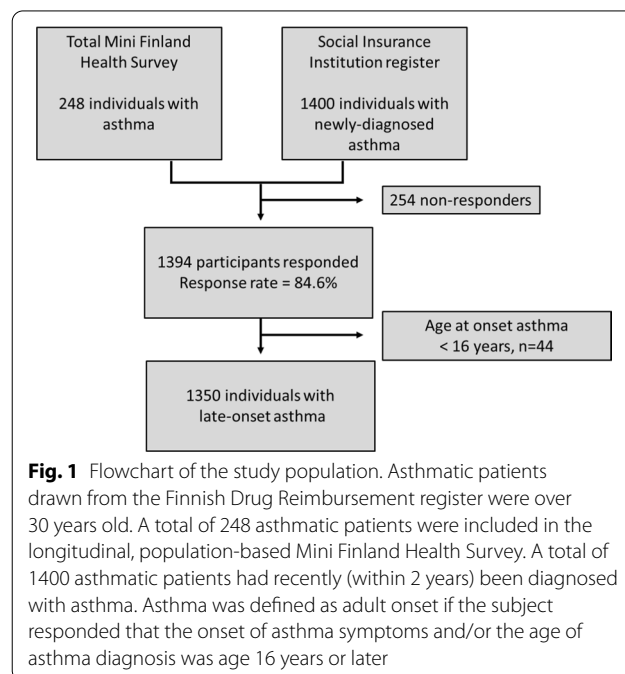 Total Mini Finland
Health Survey
248 individuals with
asthma
Social Insurance
Institution register
1400 individuals with
newly-diagnosed
asthma
254 non-responders
1394 participants responded
Response rate = 84.6%
Age at onset asthma
< 16 years, n=44
1350 individuals with
late-onset asthma
Fig. 1 Flowchart of the study population. Asthmatic patients
drawn from the Finnish Drug Reimbursement register were over
30 years old. A total of 248 asthmatic patients were included in the
longitudinal, population-based Mini Finland Health Survey. A total of
1400 asthmatic patients had recently (within 2 years) been diagnosed
with asthma. Asthma was defined as adult onset if the subject
responded that the onset of asthma symptoms and/or the age of
asthma diagnosis was age 16 years or later